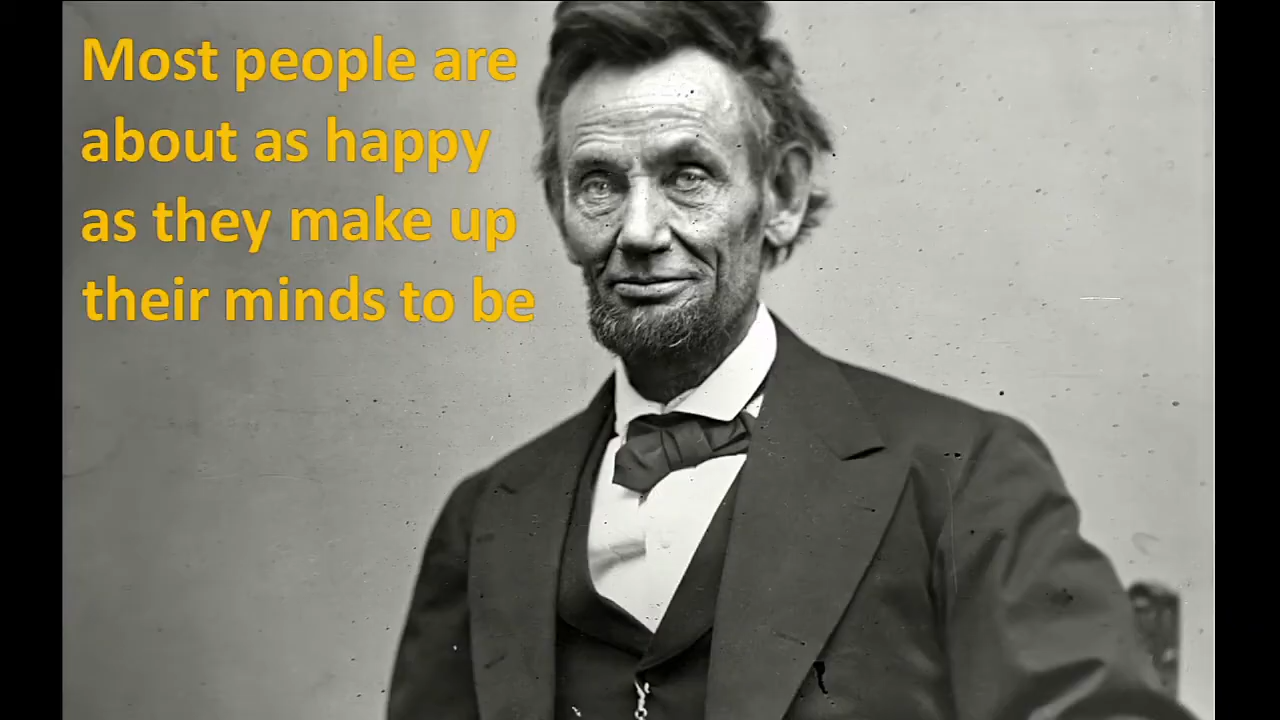 Most people are
about as happy
as they make up
their minds to be